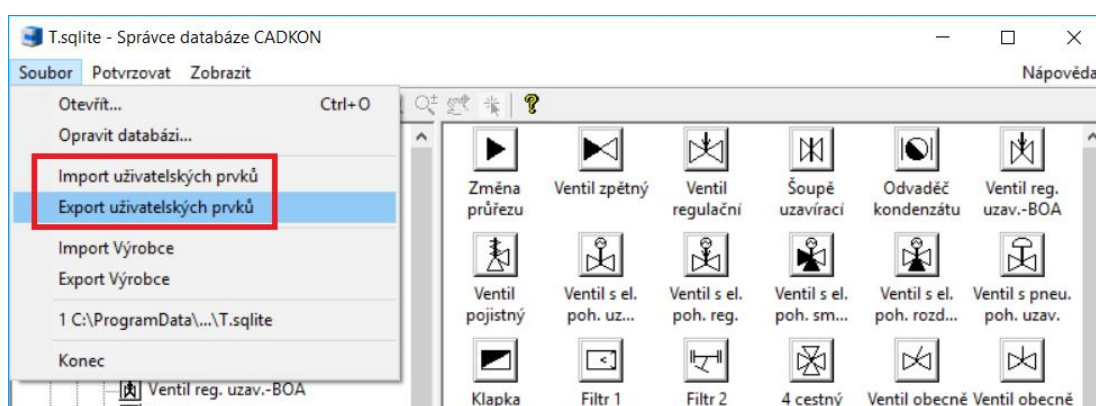 T.sqlite - Správce databáze CADKON
Soubor Potvrzovat Zobrazit Nápověda
Otevřít... Ctrl+O
Opravit databázi...
Import uživatelských prvků
Export uživatelských prvků
Import Výrobce
Export Výrobce
1 C:\ProgramData\...\T.sqlite
Konec
Ventil reg. uzav.-BOA
Změna Ventil zpětný Ventil Šoupě Odvaděč Ventil reg.
průřezu regulační uzavírací kondenzátu uzav.-BOA
Ventil Ventil s el. Ventil s el. Ventil s el. Ventil s el. Ventil s pneu.
pojistný poh. uz... poh. reg. poh. sm... poh. rozd... poh. uzav.
Klapka Filtr 1 Filtr 2 4 cestný Ventil obecně Ventil obecně